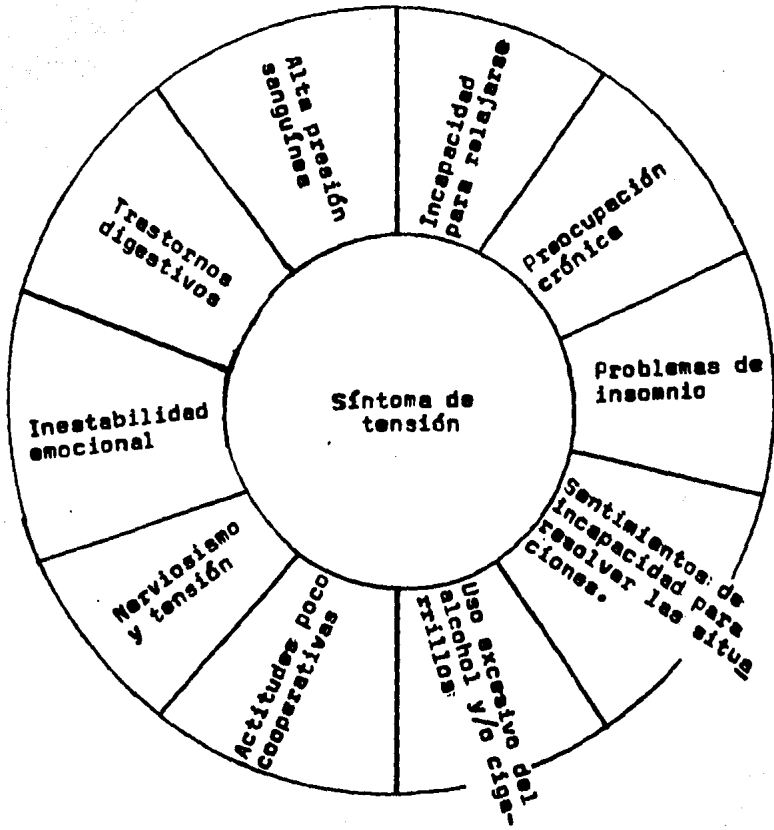 Síntoma de
tensión
Incapacidad
para relajarse
Preocupación
crónica
Problemas de
insomnio
Sentimientos de
incapacidad para
resolver las situa
ciones.
Uso excesivo del
alcohol y/o ciga-
rrillos.
Actitudes poco
cooperativas
Nerviosismo
y tensión
Inestabilidad
emocional
Trastornos
digestivos
Alta presión
sanguínea